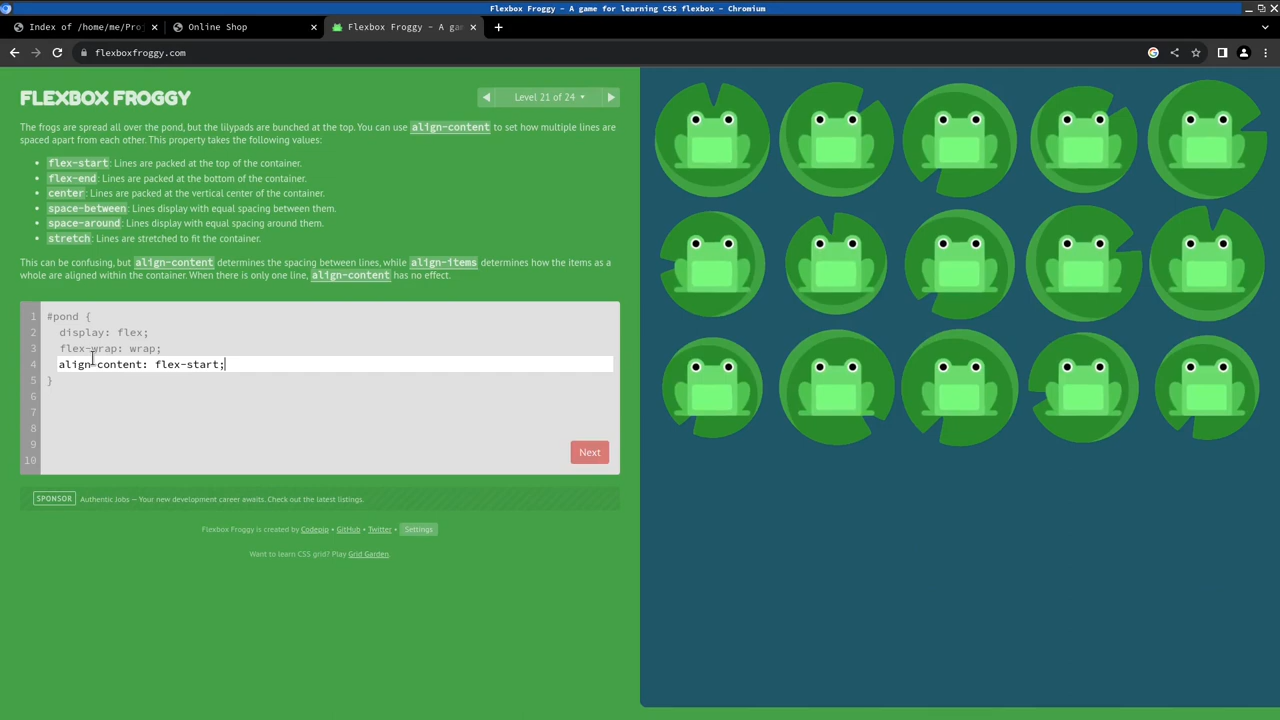 Flexbox Froggy - A game for learning CSS flexbox - Chromium
Index of /home/me/Proj
Online Shop
Flexbox Froggy - A gam
flexboxfroggy.com
FLEXBOX FROGGY
Level 21 of 24
The frogs are spread all over the pond, but the lilypads are bunched at the top. You can use align-content to set how multiple lines are
spaced apart from each other. This property takes the following values:
• flex-start: Lines are packed at the top of the container.
• flex-end: Lines are packed at the bottom of the container.
• center: Lines are packed at the vertical center of the container.
• space-between: Lines display with equal spacing between them.
• space-around: Lines display with equal spacing around them.
• stretch: Lines are stretched to fit the container.
This can be confusing, but align-content determines the spacing between lines, while align-items determines how the items as a
whole are aligned within the container. When there is only one line, align-content has no effect.
1 #pond {
2 display: flex;
3 flex-wrap: wrap;
4 align-content: flex-start;
5 }
6
7
8
9
10
Next
SPONSOR Authentic Jobs — Your new development career awaits. Check out the latest listings.
Flexbox Froggy is created by Codepip • GitHub • Twitter • Settings
Want to learn CSS grid? Play Grid Garden.